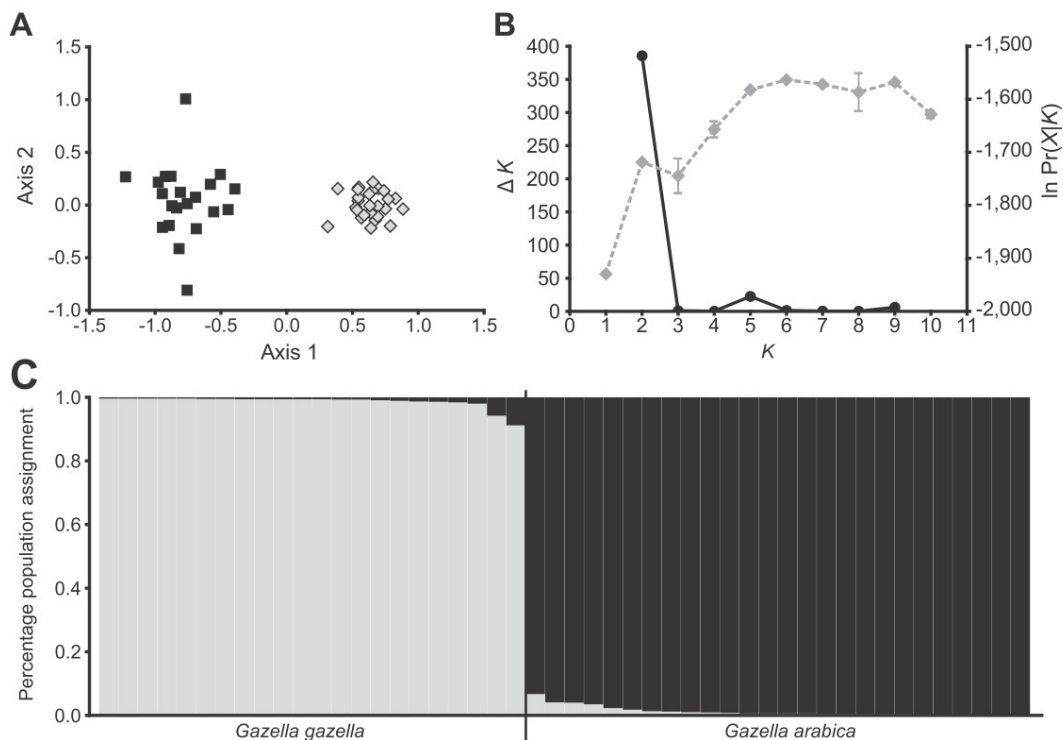 A
1.5
1.0
0.5
0.0
-0.5
-1.0
-1.5 -1.0 -0.5 0.0 0.5 1.0 1.5
Axis 2
Axis 1
B
400
350
300
250
200
150
100
50
0
0 1 2 3 4 5 6 7 8 9 10 11
-1,500
-1,600
-1,700
-1,800
-1,900
-2,000
Δ K
ln Pr(X|K)
K
C
1.0
0.8
0.6
0.4
0.2
0.0
Percentage population assignment
Gazella gazella
Gazella arabica